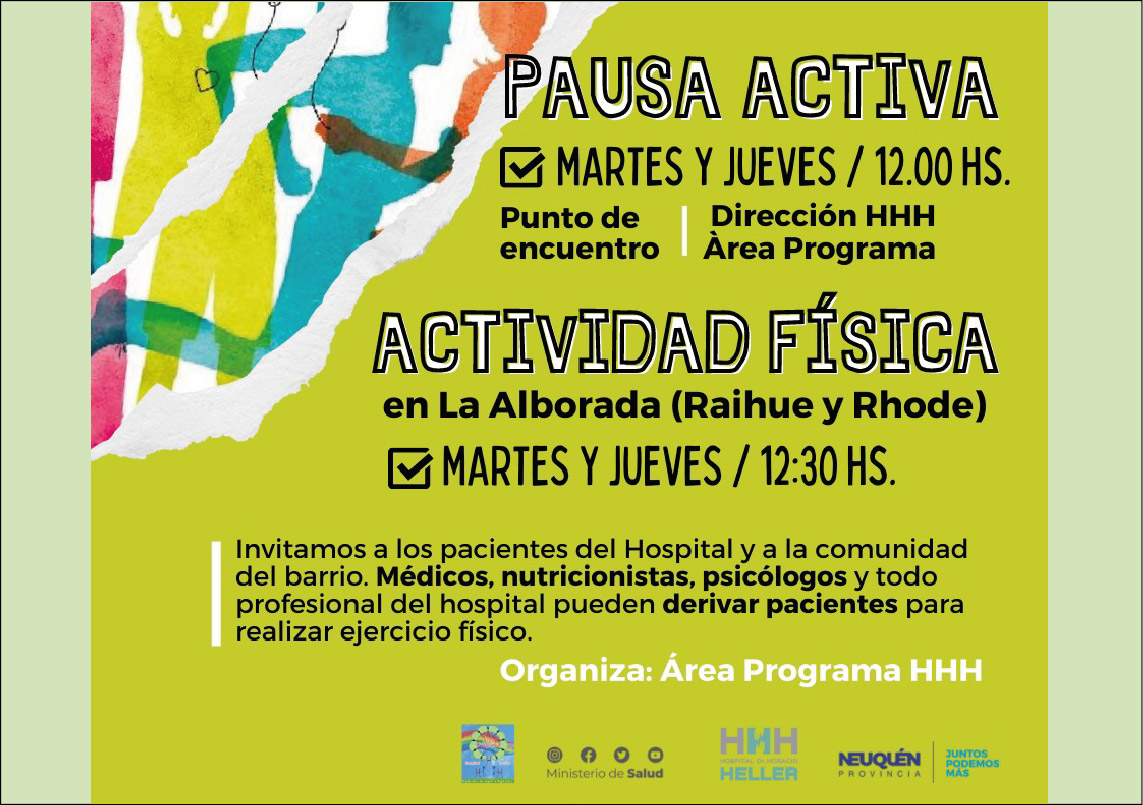 PAUSA ACTIVA
MARTES Y JUEVES / 12.00 HS.
Punto de
encuentro
Dirección HHH
Àrea Programa
ACTIVIDAD FÍSICA
en La Alborada (Raihue y Rhode)
MARTES Y JUEVES / 12:30 HS.
Invitamos a los pacientes del Hospital y a la comunidad
del barrio. Médicos, nutricionistas, psicólogos y todo
profesional del hospital pueden derivar pacientes para
realizar ejercicio físico.
Organiza: Área Programa HHH
Ministerio de Salud
HHH
HOSPITAL Dr HORACIO
HELLER
NEUQUÉN
PROVINCIA
JUNTOS
PODEMOS
MÁS